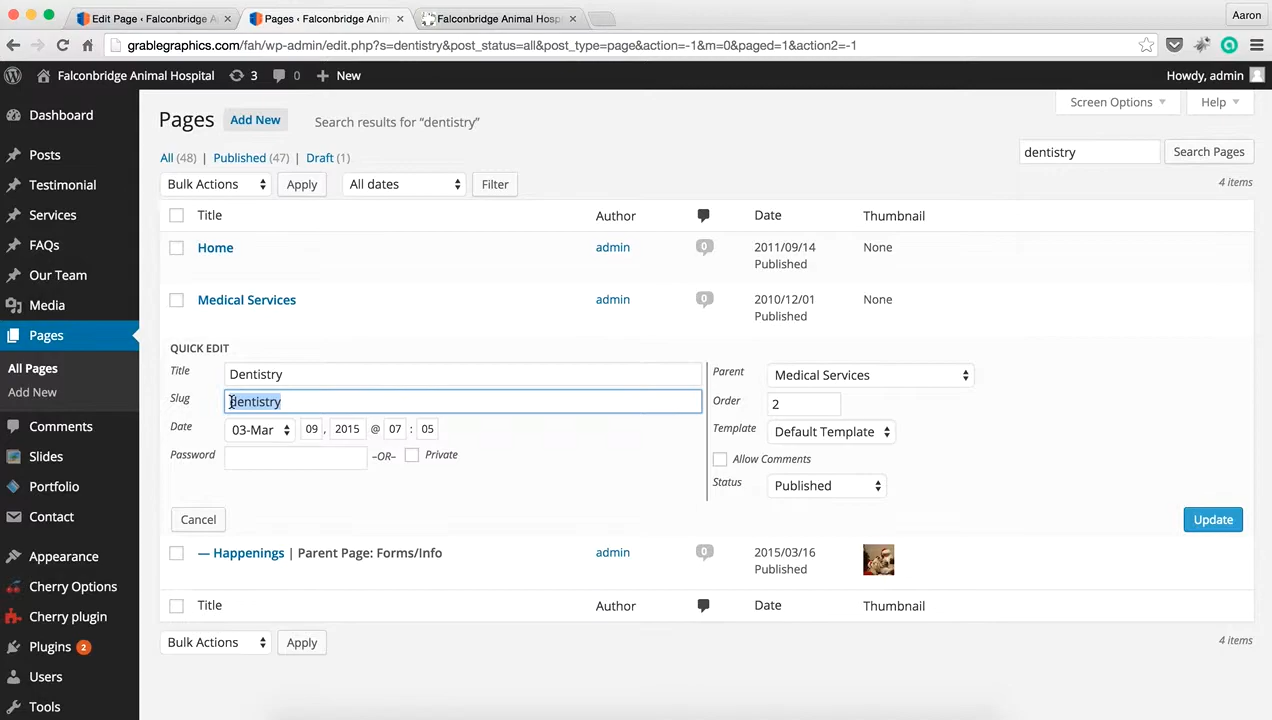 Edit Page ‹ Falconbridge A
Pages ‹ Falconbridge Anim
Falconbridge Animal Hosp
Aaron
grablegraphics.com/fah/wp-admin/edit.php?s=dentistry&post_status=all&post_type=page&action=-1&m=0&paged=1&action2=-1
Falconbridge Animal Hospital 3 0 + New
Howdy, admin
Dashboard
Posts
Testimonial
Services
FAQs
Our Team
Media
Pages
All Pages
Add New
Comments
Slides
Portfolio
Contact
Appearance
Cherry Options
Cherry plugin
Plugins 2
Users
Tools
Screen Options Help
Pages Add New Search results for “dentistry”
dentistry Search Pages
All (48) | Published (47) | Draft (1)
Bulk Actions Apply All dates Filter
4 items
Title Author Date Thumbnail
Home admin 0 2011/09/14 None
Published
Medical Services admin 0 2010/12/01 None
Published
QUICK EDIT
Title Dentistry
Slug dentistry
Date 03-Mar 09 , 2015 @ 07 : 05
Password –OR– Private
Parent Medical Services
Order 2
Template Default Template
Allow Comments
Status Published
Cancel Update
— Happenings | Parent Page: Forms/Info admin 0 2015/03/16
Published
Title Author Date Thumbnail
Bulk Actions Apply
4 items